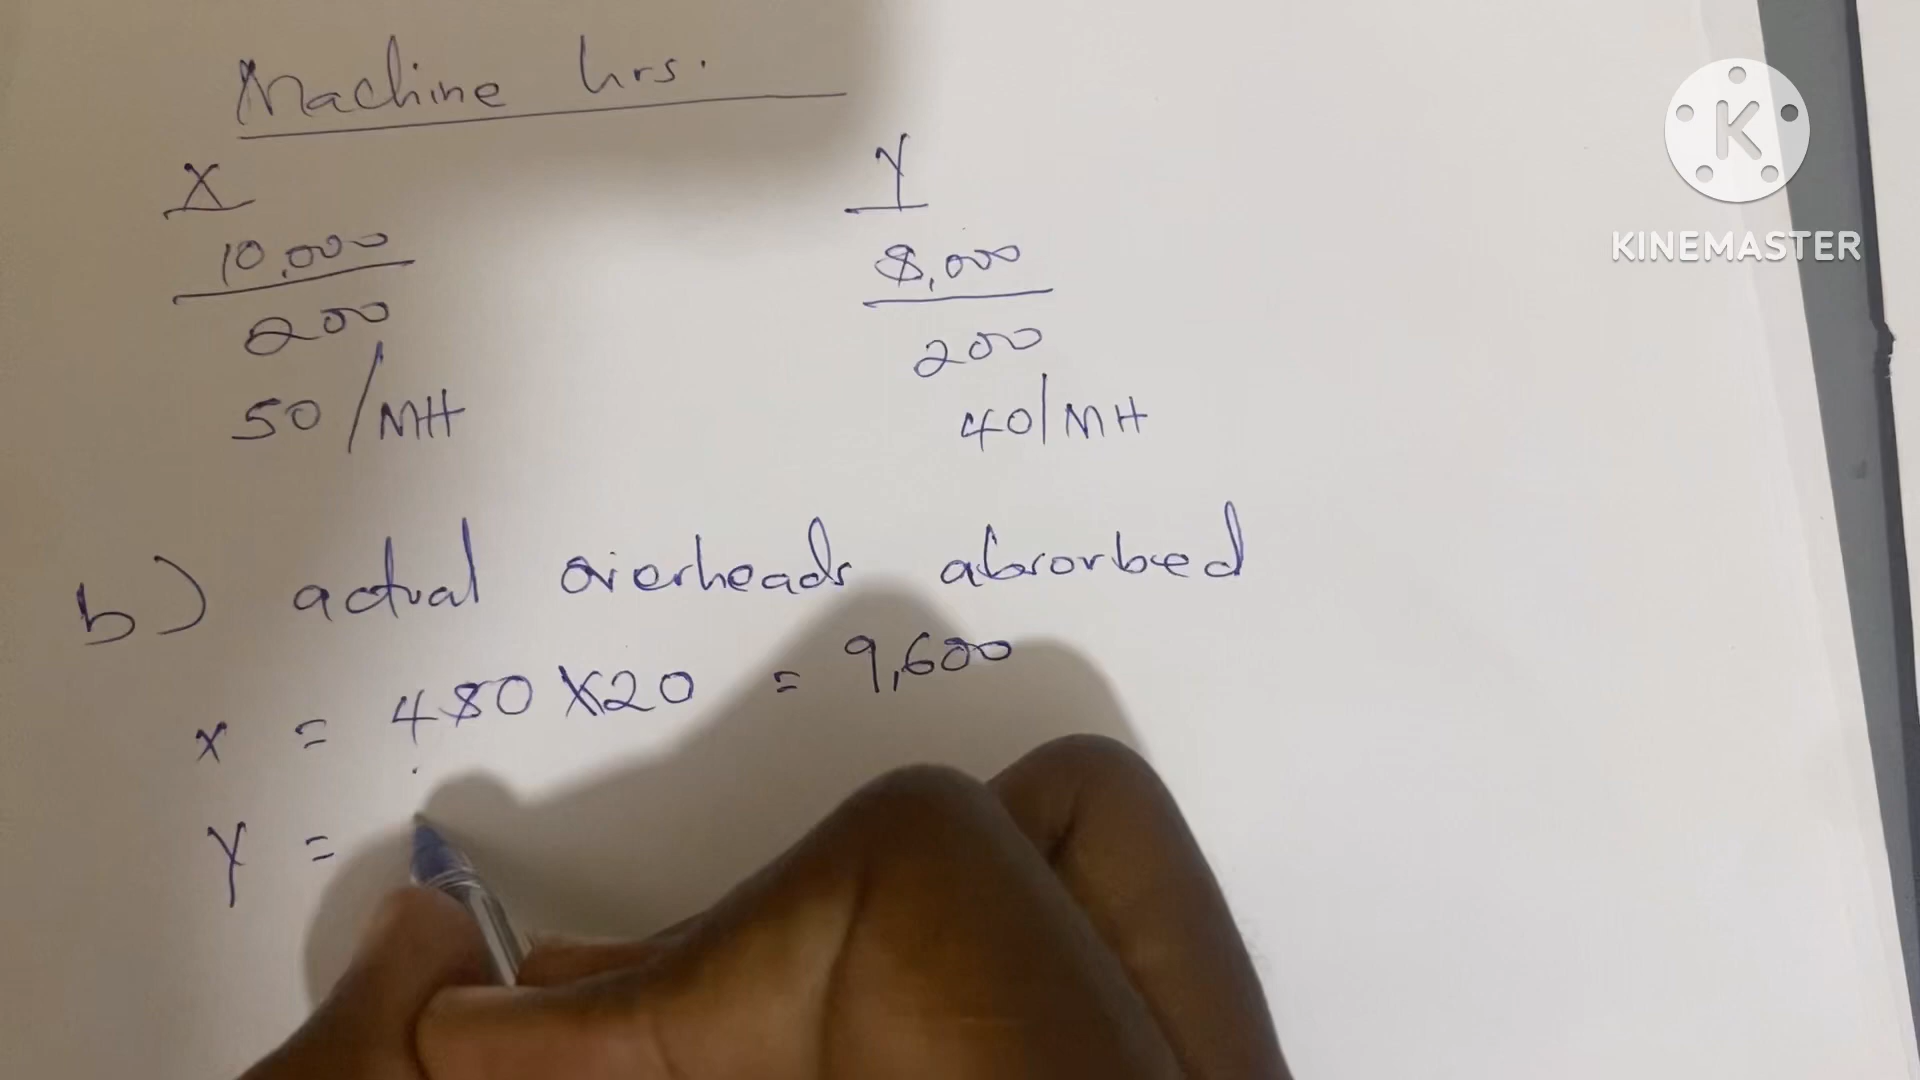 Machine hrs.
X Y
10,000 8,000
200 200
50/MH 40/MH
b) actual overheads absorbed
x = 480 X 20 = 9,600
Y =
K
KINEMASTER